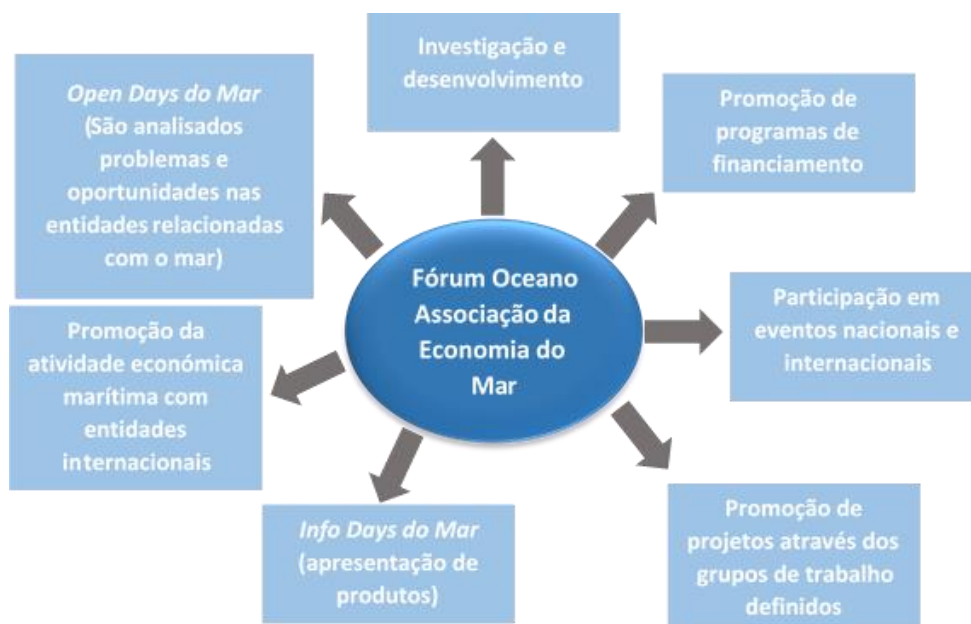 Investigação e
desenvolvimento
Open Days do Mar
(São analisados
problemas e
oportunidades nas
entidades relacionadas
com o mar)
Promoção de
programas de
financiamento
Fórum Oceano
Associação da
Economia do
Mar
Participação em
eventos nacionais e
internacionais
Promoção da
atividade económica
marítima com
entidades
internacionais
Info Days do Mar
(apresentação de
produtos)
Promoção de
projetos através dos
grupos de trabalho
definidos